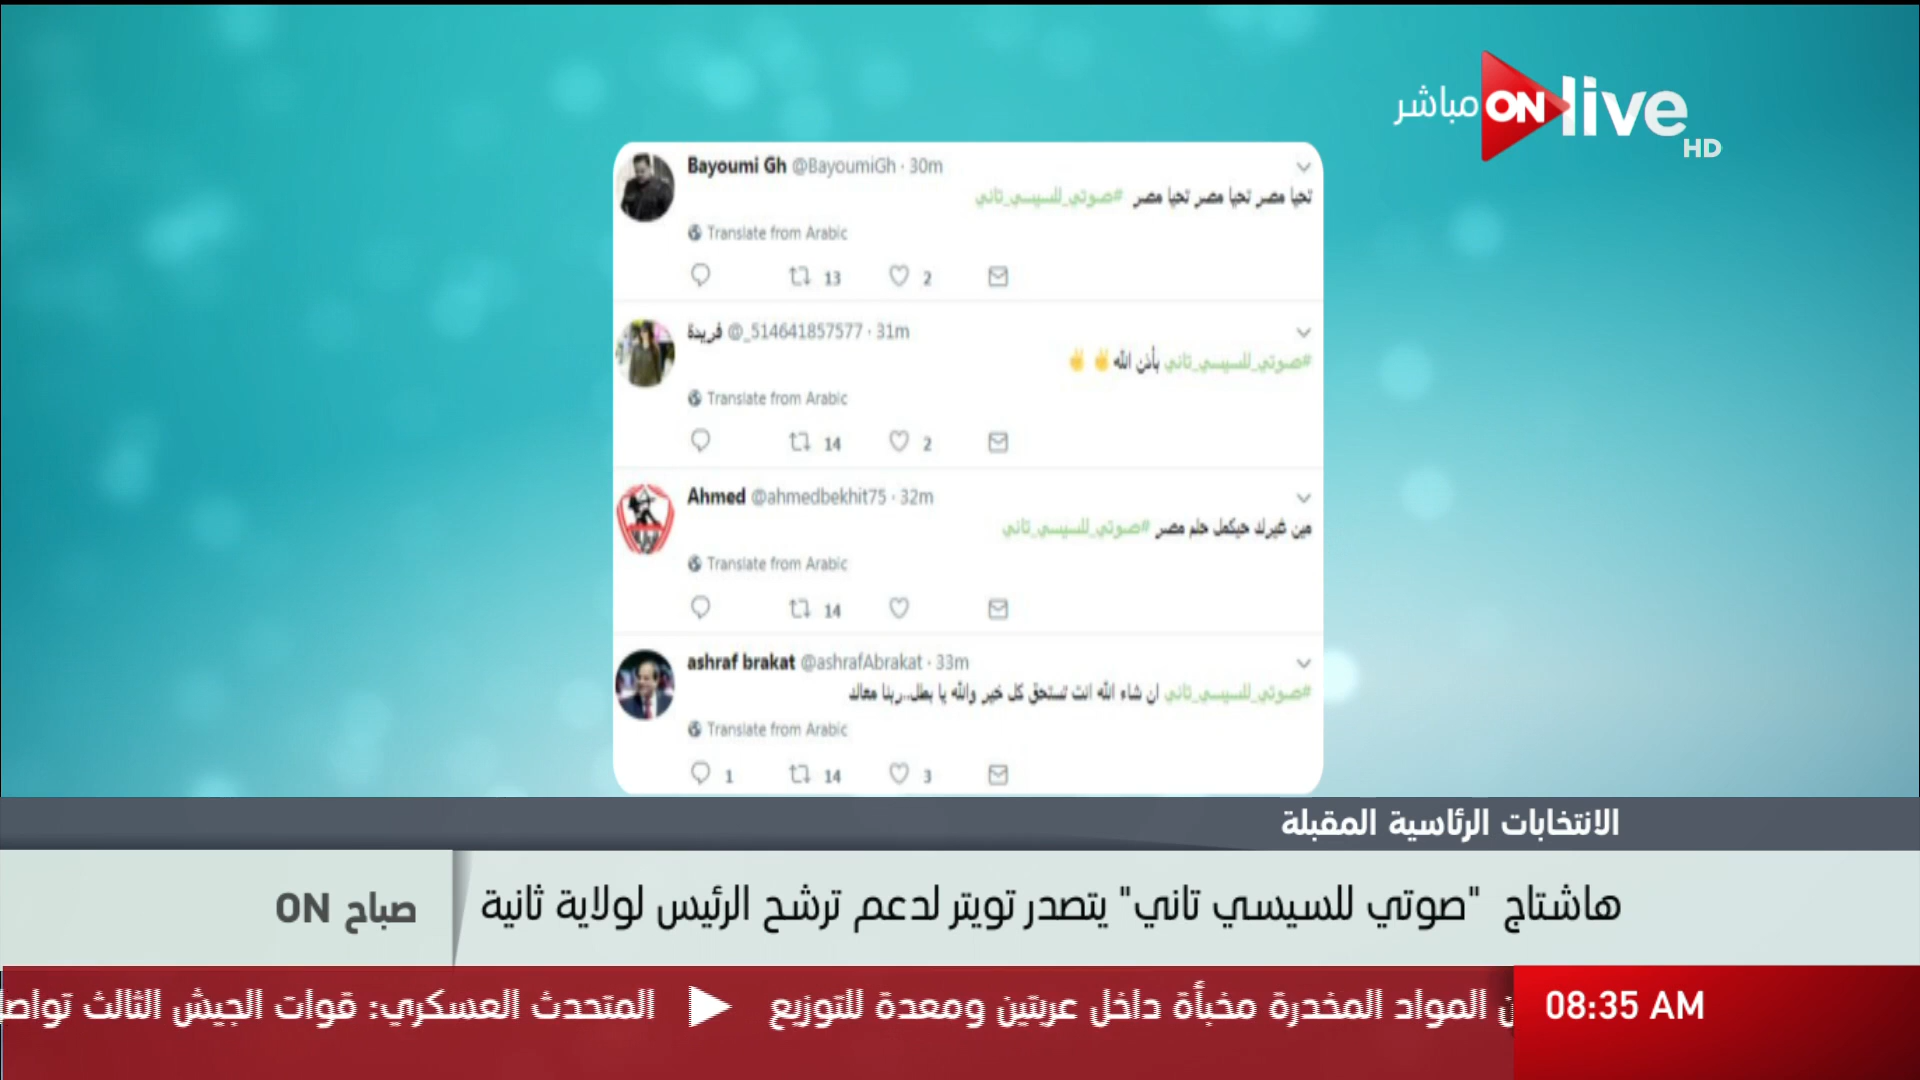 مباشر ON live
HD
Bayoumi Gh @BayoumiGh · 30m
تحيا مصر تحيا مصر تحيا مصر #صوتي_للسيسي_تاني
Translate from Arabic
13 2
فريدة @_514641857577 · 31m
#صوتي_للسيسي_تاني بأذن الله✌✌
Translate from Arabic
14 2
Ahmed @ahmedbekhit75 · 32m
مين غيرك حيكمل حلم مصر #صوتي_للسيسي_تاني
Translate from Arabic
14
ashraf brakat @ashrafAbrakat · 33m
#صوتي_للسيسي_تاني ان شاء الله انت تستحق كل خير والله يا بطل..ربنا معاك
Translate from Arabic
1 14 3
الانتخابات الرئاسية المقبلة
هاشتاج "صوتي للسيسي تاني" يتصدر تويتر لدعم ترشح الرئيس لولاية ثانية
صباح ON
المواد المخدرة مخبأة داخل عربتين ومعدة للتوزيع ▶ المتحدث العسكري: قوات الجيش الثالث
08:35 AM